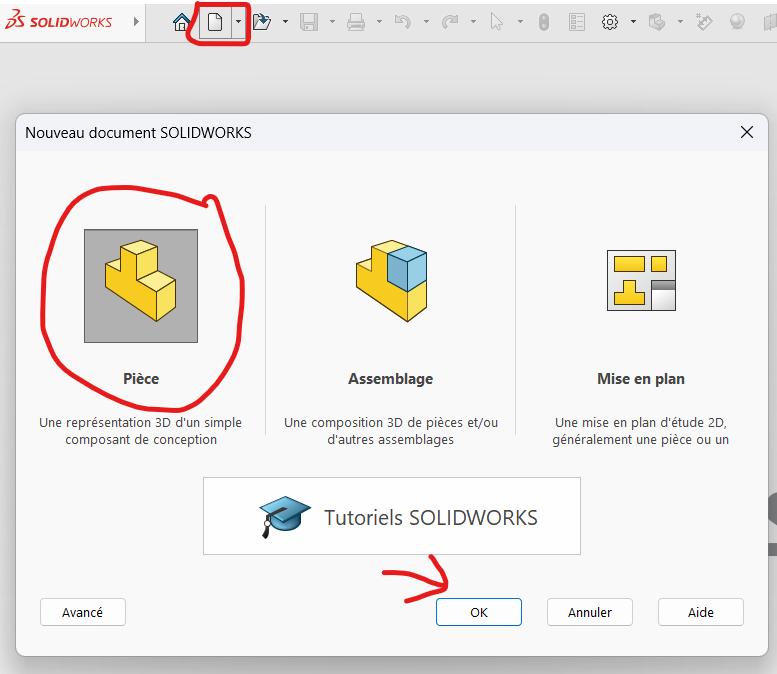 SOLIDWORKS
Nouveau document SOLIDWORKS
Pièce
Une représentation 3D d'un simple
composant de conception
Assemblage
Une composition 3D de pièces et/ou
d'autres assemblages
Mise en plan
Une mise en plan d'étude 2D,
généralement une pièce ou un
Tutoriels SOLIDWORKS
Avancé
OK
Annuler
Aide